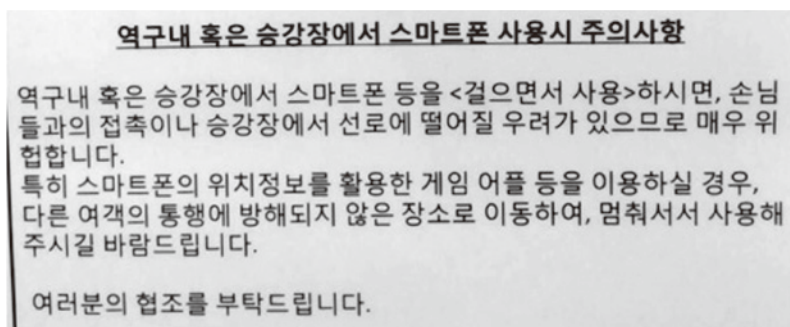 역구내 혹은 승강장에서 스마트폰 사용시 주의사항
역구내 혹은 승강장에서 스마트폰 등을 <걸으면서 사용>하시면, 손님
들과의 접촉이나 승강장에서 선로에 떨어질 우려가 있으므로 매우 위
헙합니다.
특히 스마트폰의 위치정보를 활용한 게임 어플 등을 이용하실 경우,
다른 여객의 통행에 방해되지 않은 장소로 이동하여, 멈춰서서 사용해
주시길 바람드립니다.
여러분의 협조를 부탁드립니다.